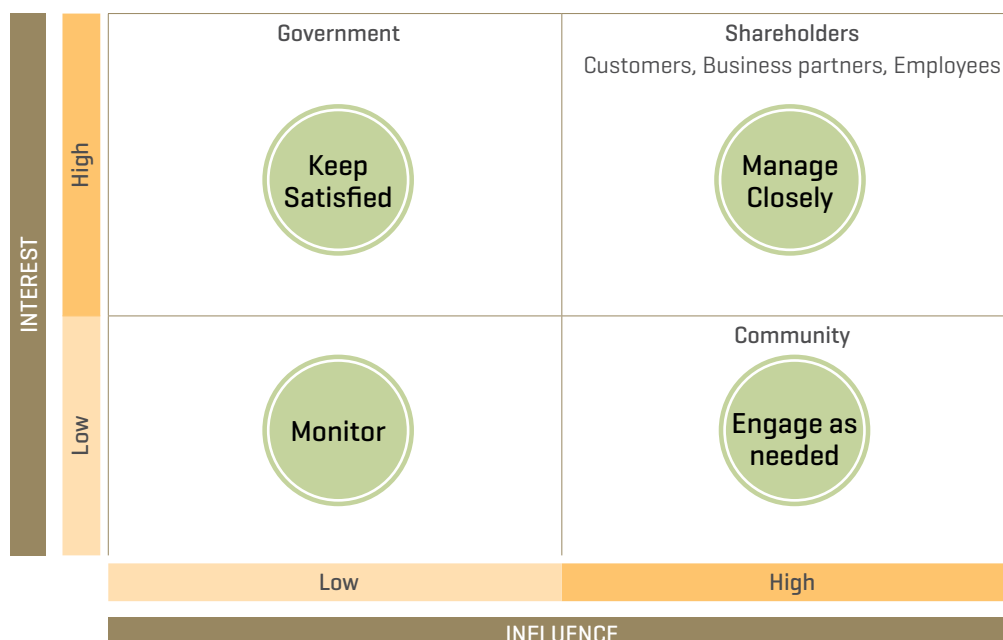 Government
Shareholders
Customers, Business partners, Employees
Keep
Satisfied
Manage
Closely
High
INTEREST
Community
Low
Monitor
Engage as
needed
Low
High
INFLUENCE